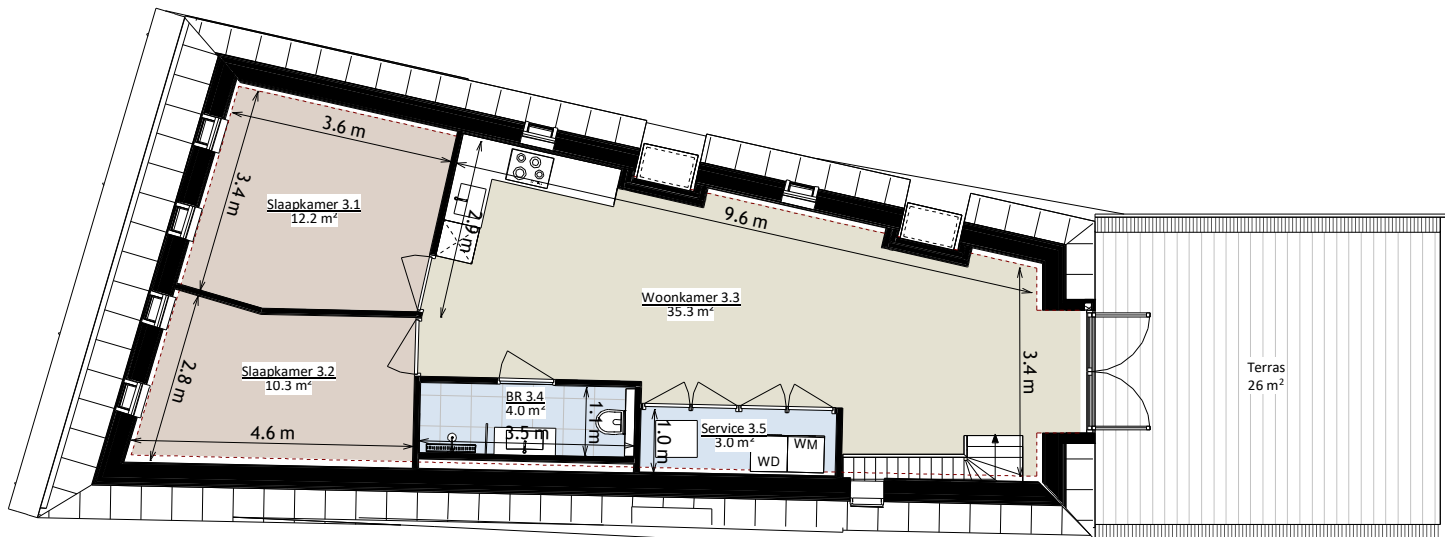 3.6 m
3.4 m
Slaapkamer 3.1
12.2 m²
2.9 m
9.6 m
Woonkamer 3.3
35.3 m²
Slaapkamer 3.2
10.3 m²
2.8 m
4.6 m
BR 3.4
4.0 m²
1.1 m
3.5 m
1.0 m
Service 3.5
3.0 m²
WD
WM
3.4 m
Terras
26 m²